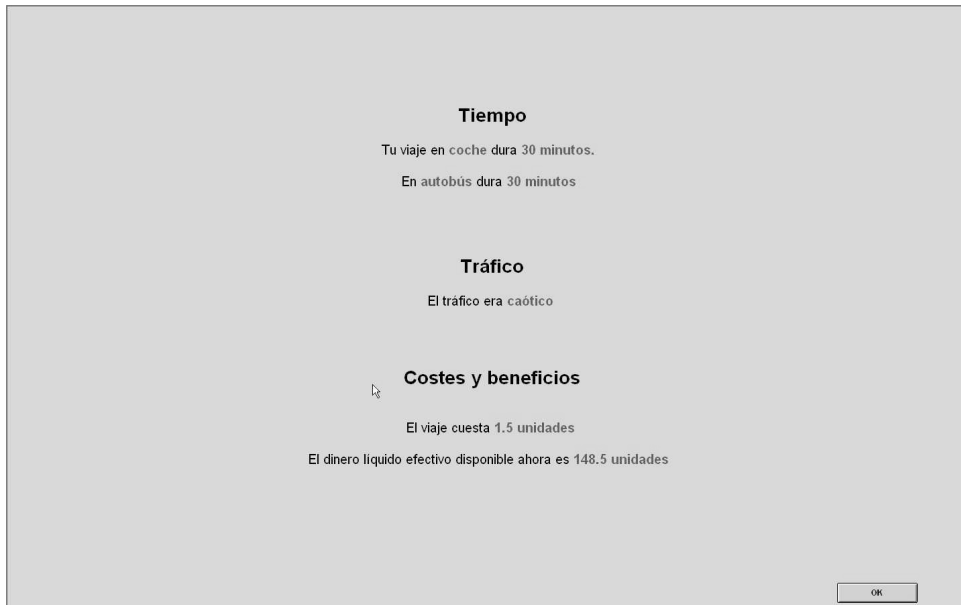 Tiempo
Tu viaje en coche dura 30 minutos.
En autobús dura 30 minutos
Tráfico
El tráfico era caótico
Costes y beneficios
El viaje cuesta 1.5 unidades
El dinero líquido efectivo disponible ahora es 148.5 unidades
OK